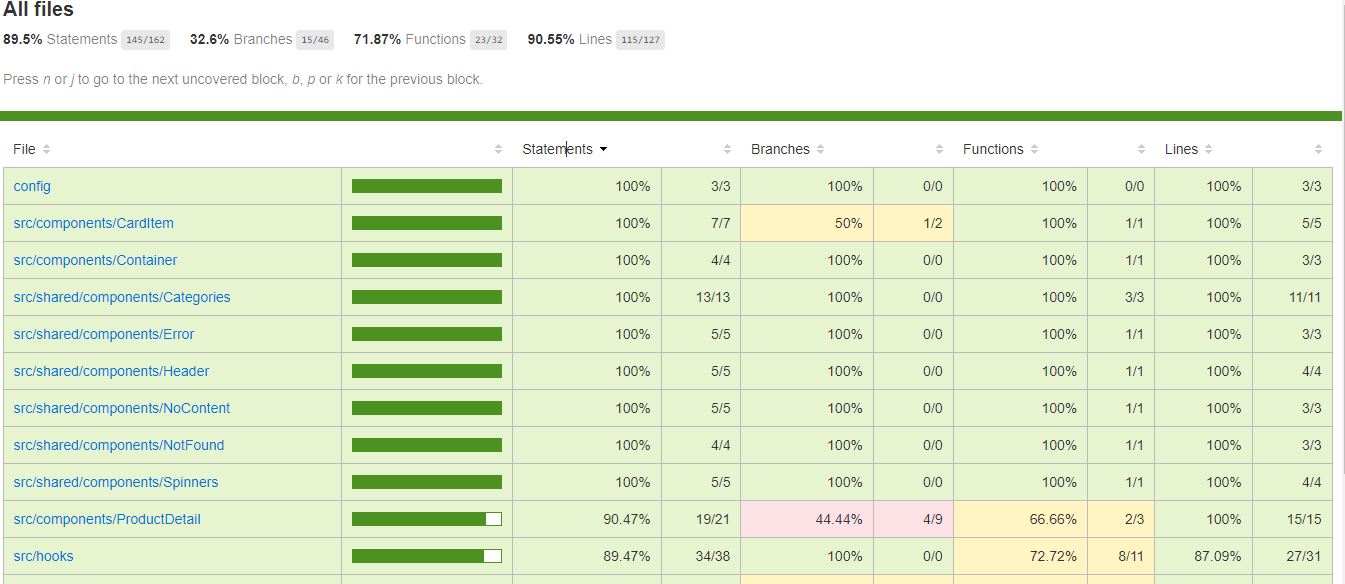 All files
89.5% Statements 145/162 32.6% Branches 15/46 71.87% Functions 23/32 90.55% Lines 115/127
Press n or j to go to the next uncovered block, b, p or k for the previous block.
File Statements Branches Functions Lines
config 100% 3/3 100% 0/0 100% 0/0 100% 3/3
src/components/CardItem 100% 7/7 50% 1/2 100% 1/1 100% 5/5
src/components/Container 100% 4/4 100% 0/0 100% 1/1 100% 3/3
src/shared/components/Categories 100% 13/13 100% 0/0 100% 3/3 100% 11/11
src/shared/components/Error 100% 5/5 100% 0/0 100% 1/1 100% 3/3
src/shared/components/Header 100% 5/5 100% 0/0 100% 1/1 100% 4/4
src/shared/components/NoContent 100% 5/5 100% 0/0 100% 1/1 100% 3/3
src/shared/components/NotFound 100% 4/4 100% 0/0 100% 1/1 100% 3/3
src/shared/components/Spinners 100% 5/5 100% 0/0 100% 1/1 100% 4/4
src/components/ProductDetail 90.47% 19/21 44.44% 4/9 66.66% 2/3 100% 15/15
src/hooks 89.47% 34/38 100% 0/0 72.72% 8/11 87.09% 27/31